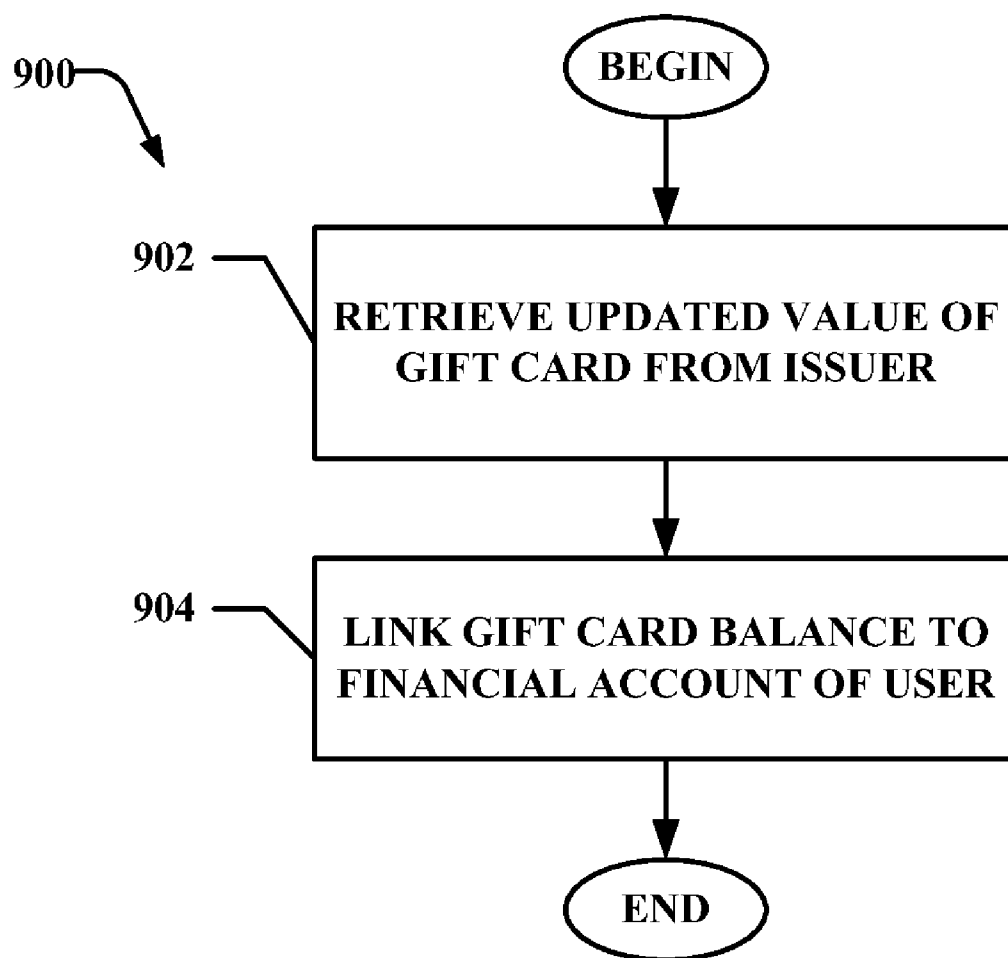 900
BEGIN
902
RETRIEVE UPDATED VALUE OF
GIFT CARD FROM ISSUER
904
LINK GIFT CARD BALANCE TO
FINANCIAL ACCOUNT OF USER
END